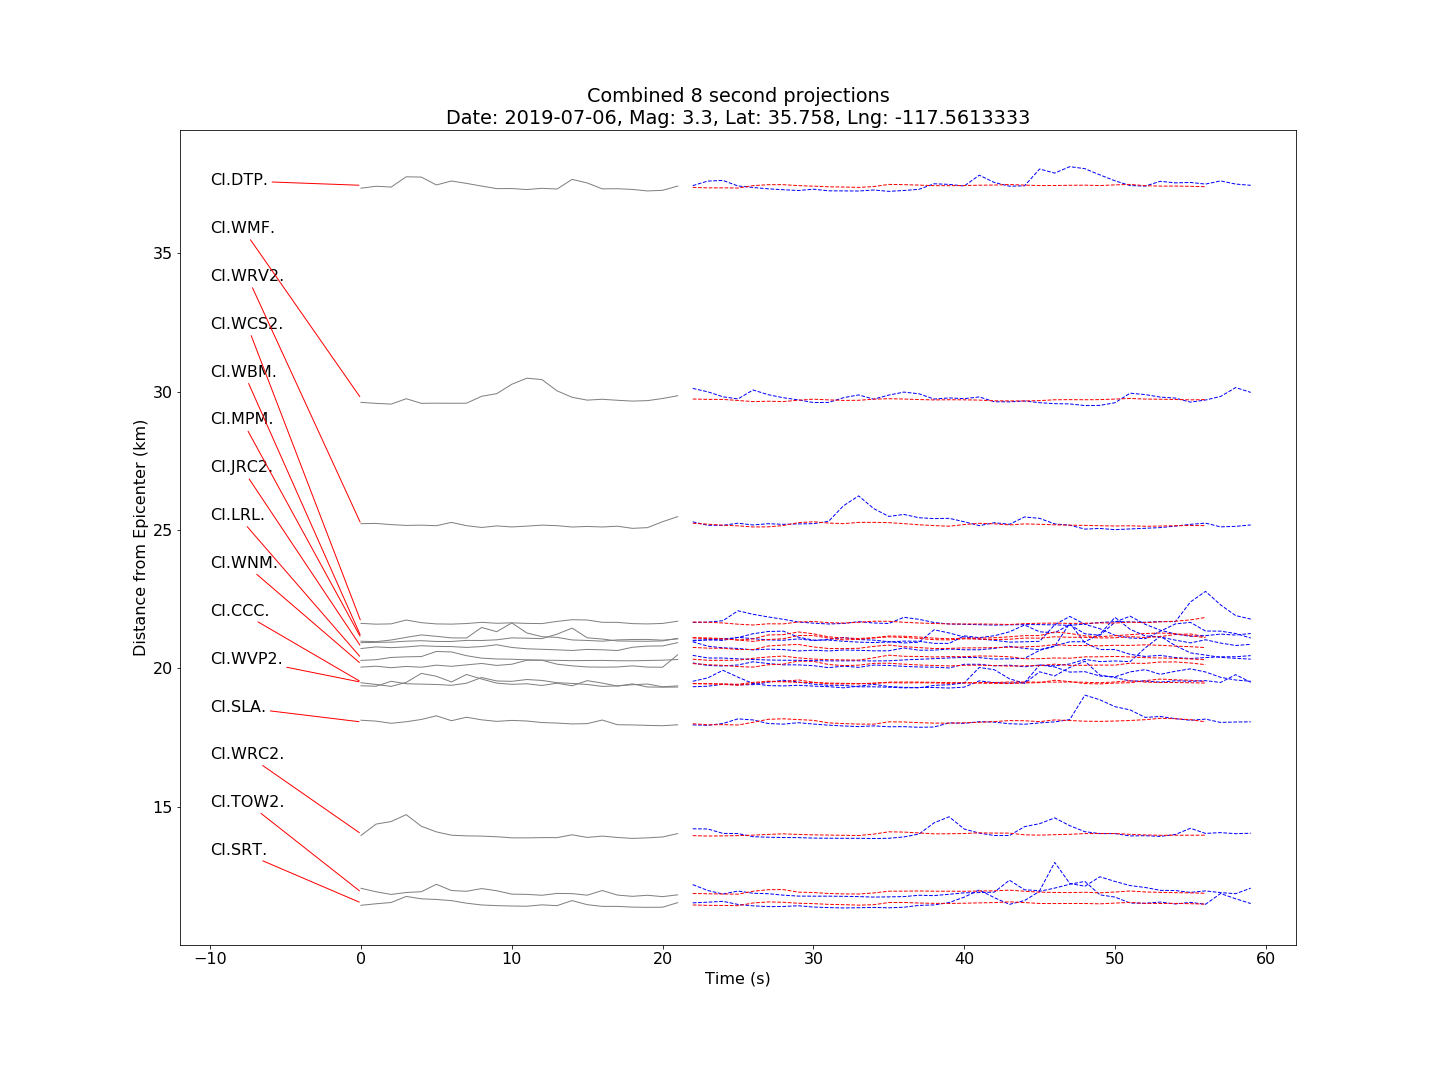 Combined 8 second projections
Date: 2019-07-06, Mag: 3.3, Lat: 35.758, Lng: -117.5613333
CI.DTP.
CI.WMF.
35
CI.WRV2.
CI.WCS2.
CI.WBM.
30
CI.MPM.
CI.JRC2.
CI.LRL.
25
CI.WNM.
CI.CCC.
CI.WVP2.
20
CI.SLA.
CI.WRC2.
CI.TOW2.
15
CI.SRT.
Distance from Epicenter (km)
−10 0 10 20 30 40 50 60
Time (s)